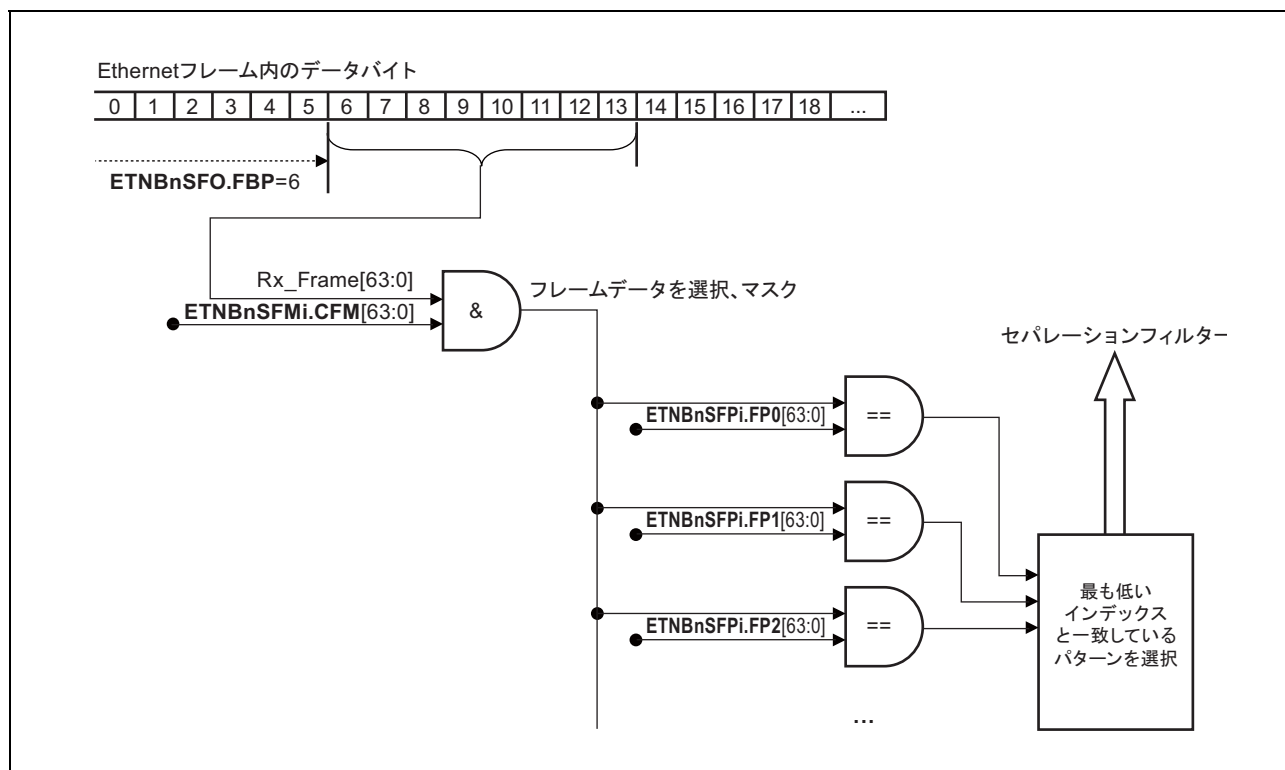 Ethernetフレーム内のデータバイト
0 1 2 3 4 5 6 7 8 9 10 11 12 13 14 15 16 17 18 ...
ETNBnSFO.FBP=6
Rx_Frame[63:0]
ETNBnSFMi.CFM[63:0]
&
フレームデータを選択、マスク
セパレーションフィルター
ETNBnSFPi.FP0[63:0]
==
ETNBnSFPi.FP1[63:0]
==
ETNBnSFPi.FP2[63:0]
==
最も低い
インデックス
と一致している
パターンを選択
...